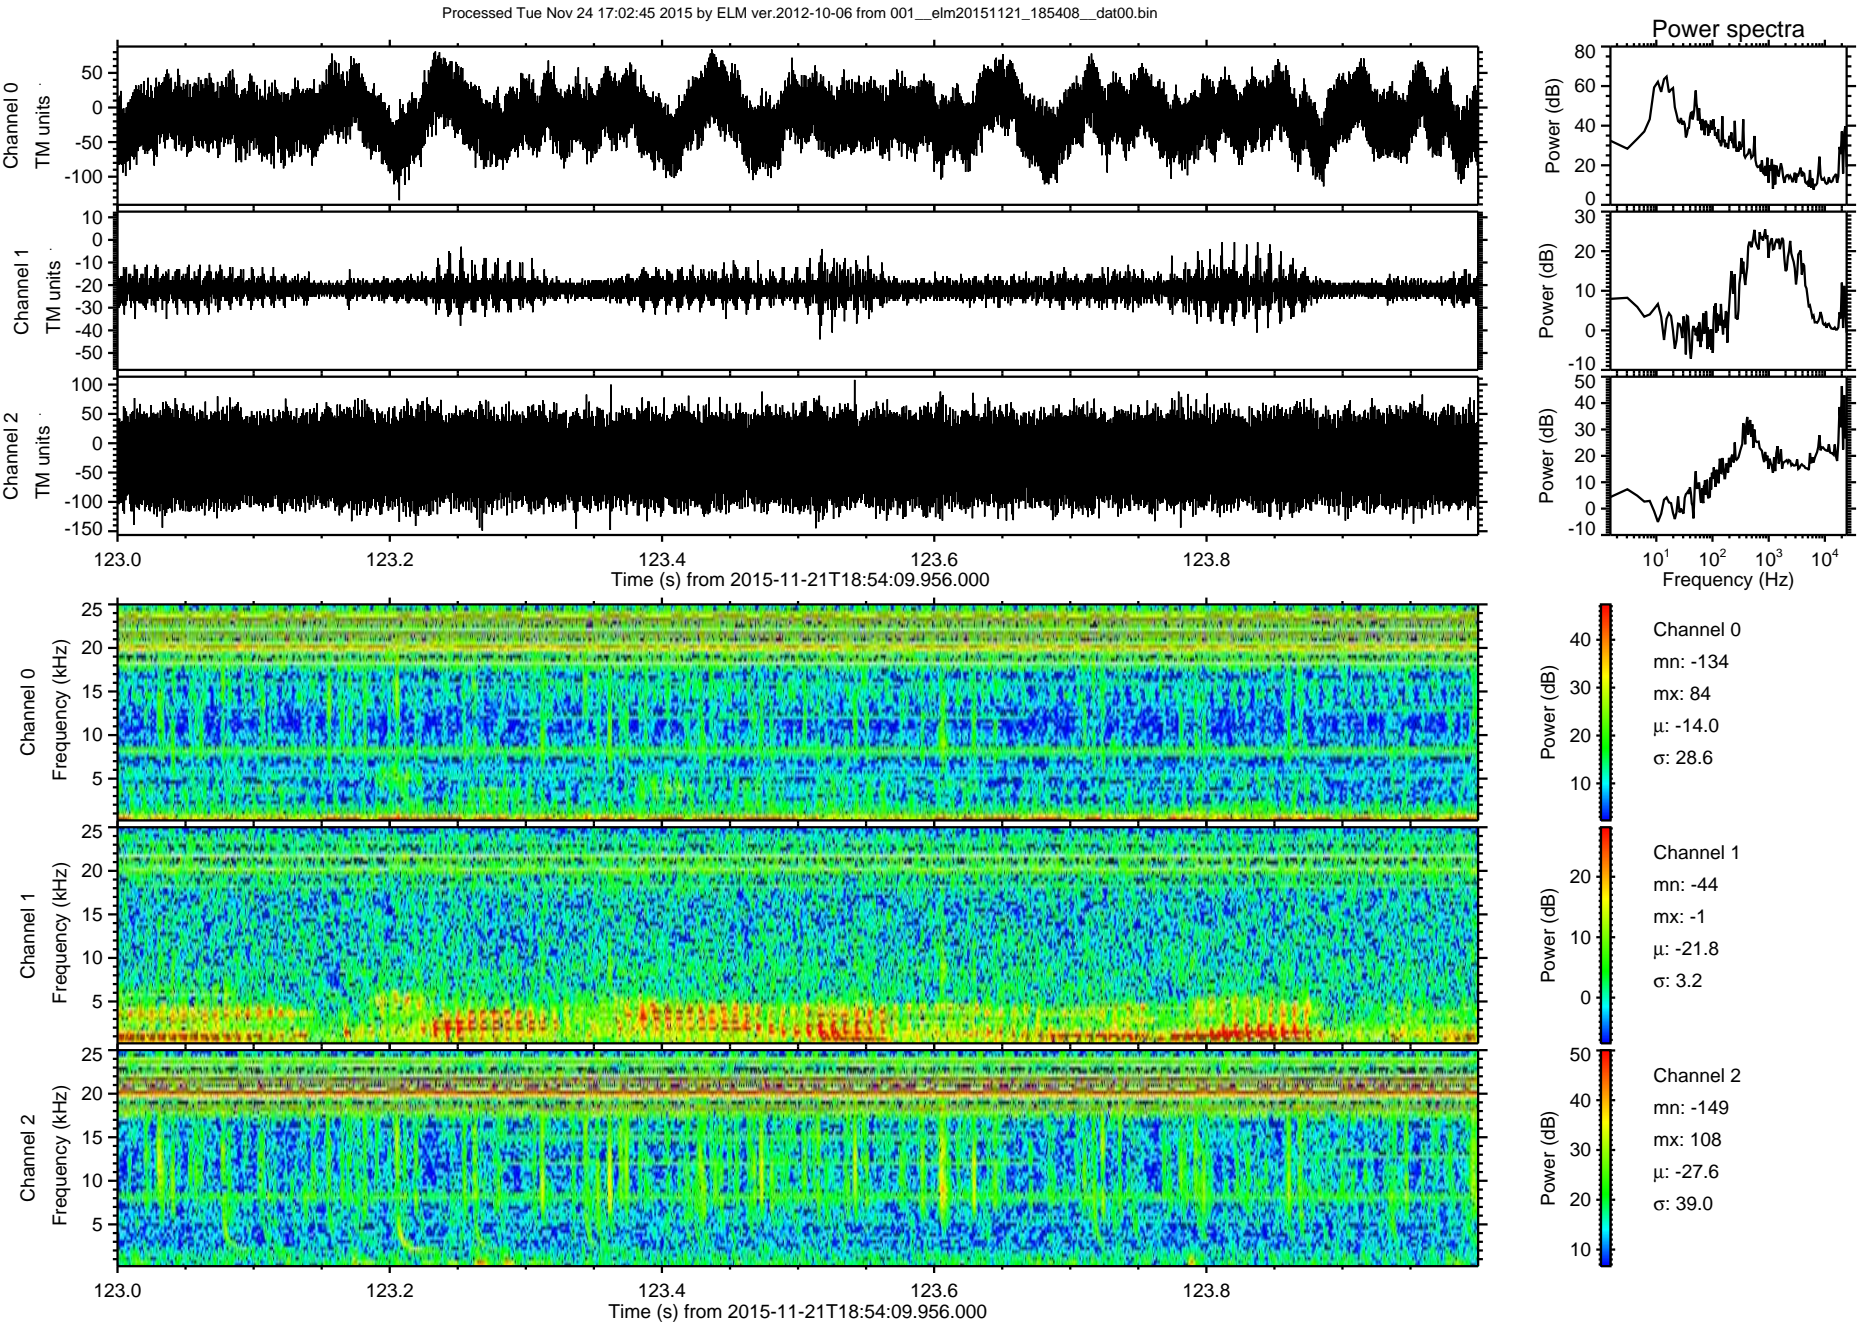 Processed Tue Nov 24 17:02:45 2015 by ELM ver.2012-10-06 from 001__elm20151121_185408__dat00.bin
Power spectra
Channel 0
TM units
50
0
-50
-100
Power (dB)
80
60
40
20
0
Channel 1
TM units
10
0
-10
-20
-30
-40
-50
Power (dB)
30
20
10
0
-10
Channel 2
TM units
100
50
0
-50
-100
-150
Power (dB)
50
40
30
20
10
0
-10
123.0 123.2 123.4 123.6 123.8
Time (s) from 2015-11-21T18:54:09.956.000
10¹ 10² 10³ 10⁴
Frequency (Hz)
Channel 0
Frequency (kHz)
25
20
15
10
5
Power (dB)
40
30
20
10
Channel 0
mn: -134
mx: 84
μ: -14.0
σ: 28.6
Channel 1
Frequency (kHz)
25
20
15
10
5
Power (dB)
20
10
0
Channel 1
mn: -44
mx: -1
μ: -21.8
σ: 3.2
Channel 2
Frequency (kHz)
25
20
15
10
5
Power (dB)
50
40
30
20
10
Channel 2
mn: -149
mx: 108
μ: -27.6
σ: 39.0
123.0 123.2 123.4 123.6 123.8
Time (s) from 2015-11-21T18:54:09.956.000